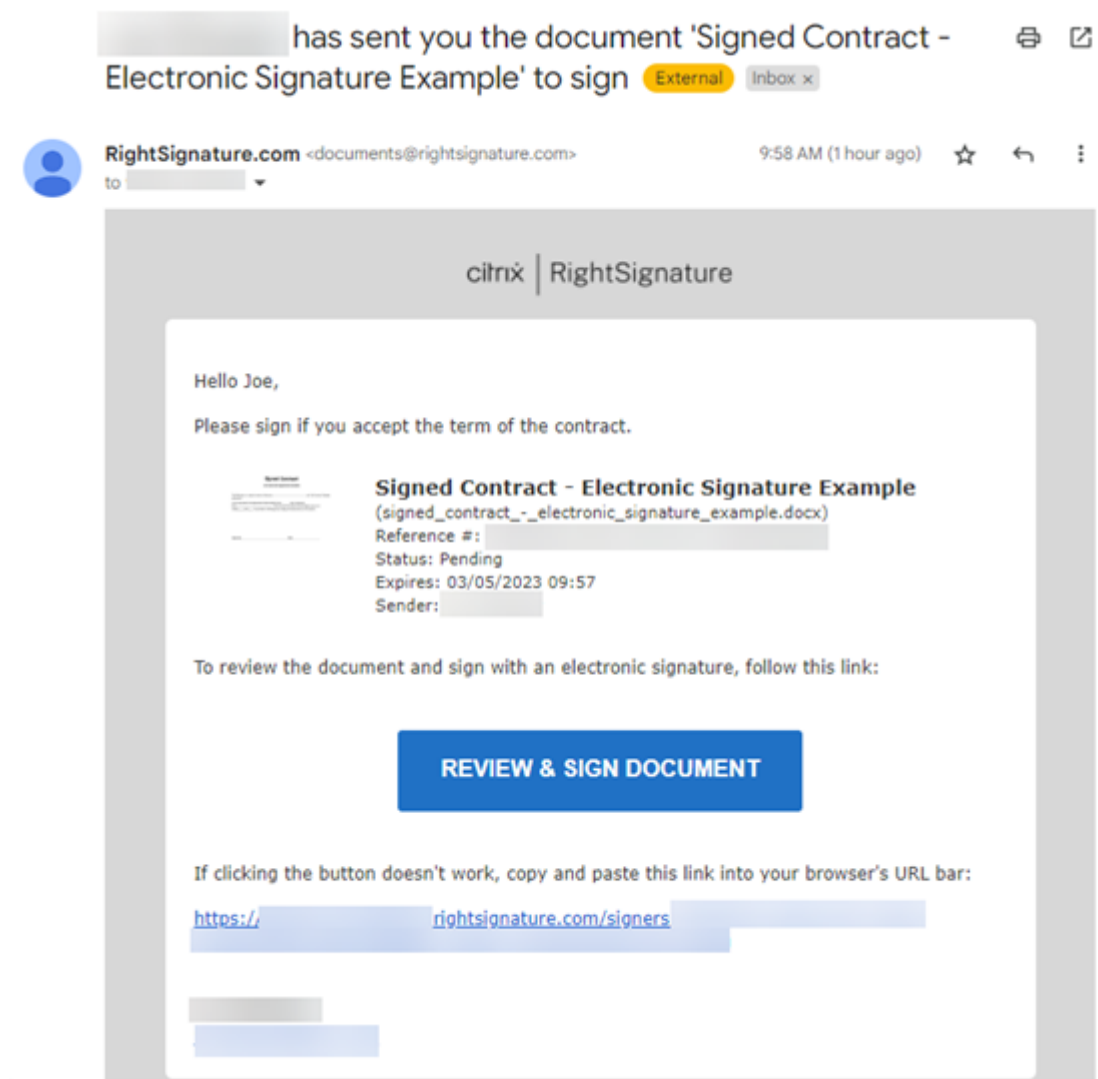 has sent you the document 'Signed Contract -
Electronic Signature Example' to sign External Inbox ×
RightSignature.com <documents@rightsignature.com> 9:58 AM (1 hour ago)
to
citrix | RightSignature
Hello Joe,
Please sign if you accept the term of the contract.
Signed Contract
Signed Contract - Electronic Signature Example
(signed_contract_-_electronic_signature_example.docx)
Reference #:
Status: Pending
Expires: 03/05/2023 09:57
Sender:
To review the document and sign with an electronic signature, follow this link:
REVIEW & SIGN DOCUMENT
If clicking the button doesn't work, copy and paste this link into your browser's URL bar:
https:/ rightsignature.com/signers